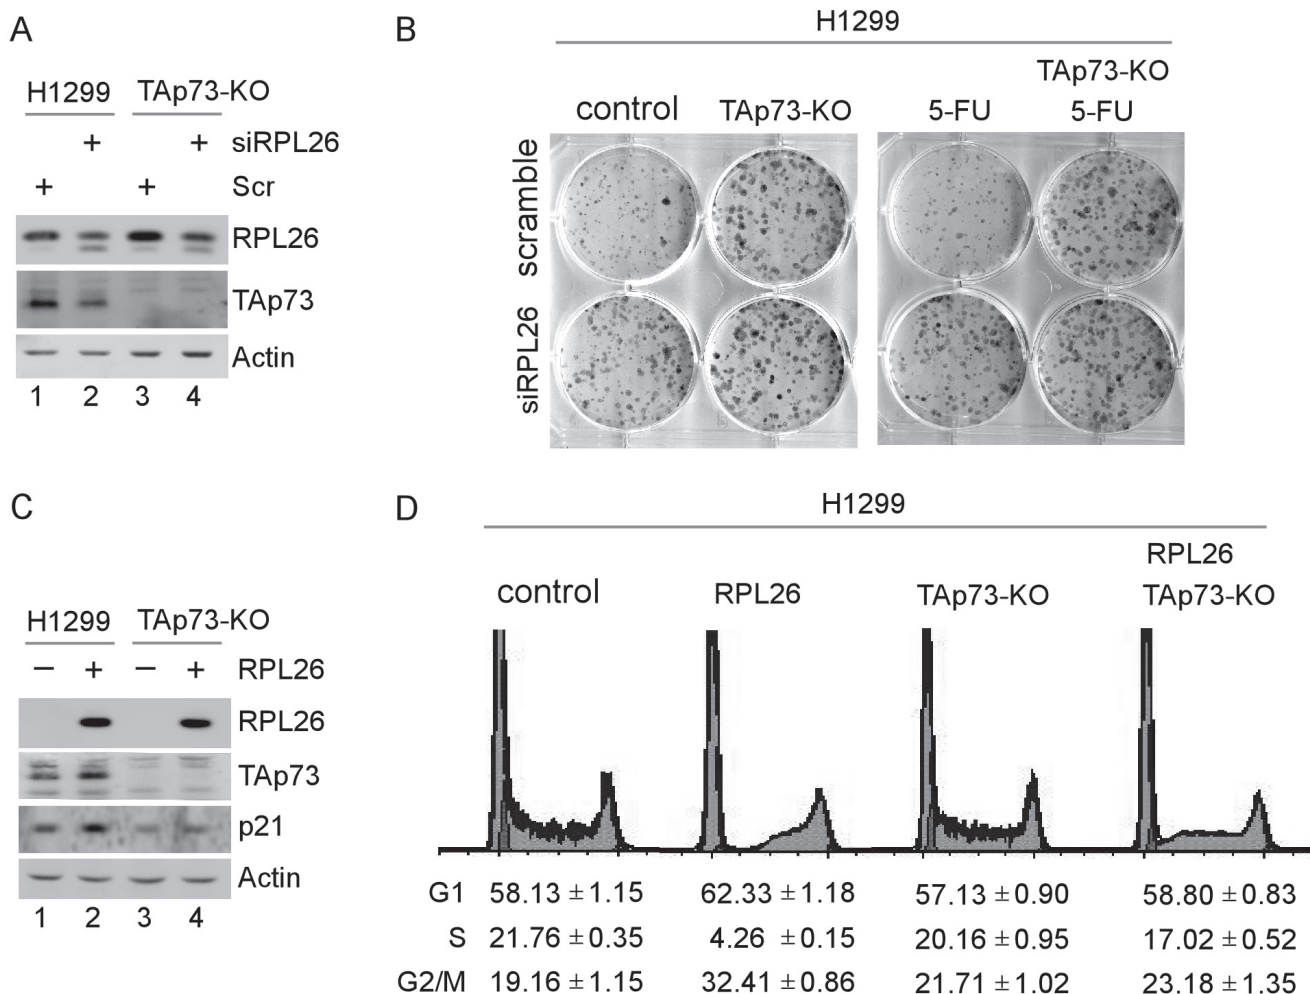 A
H1299 TAp73-KO
+ + siRPL26
+ + Scr
RPL26
TAp73
Actin
1 2 3 4
B
H1299
control TAp73-KO 5-FU TAp73-KO 5-FU
scramble
siRPL26
C
H1299 TAp73-KO
− + − + RPL26
RPL26
TAp73
p21
Actin
1 2 3 4
D
H1299
control RPL26 TAp73-KO RPL26 TAp73-KO
G1 58.13 ±1.15 62.33 ±1.18 57.13 ±0.90 58.80 ±0.83
S 21.76 ±0.35 4.26 ±0.15 20.16 ±0.95 17.02 ±0.52
G2/M 19.16 ±1.15 32.41 ±0.86 21.71 ±1.02 23.18 ±1.35